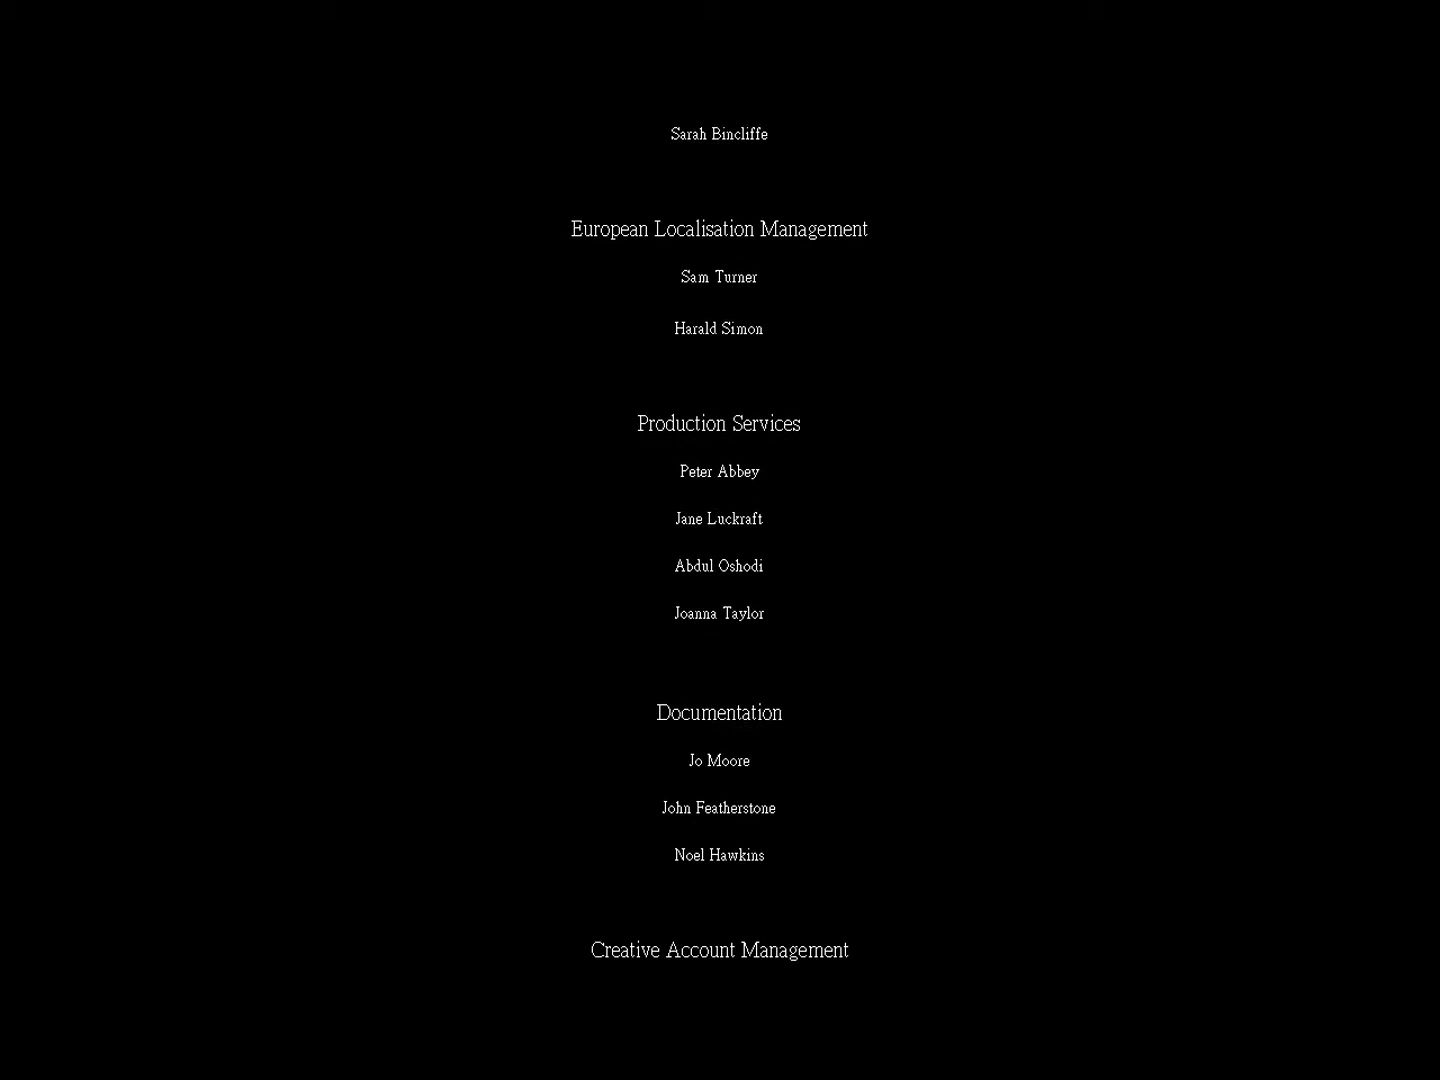 Sarah Bincliffe
European Localisation Management
Sam Turner
Harald Simon
Production Services
Peter Abbey
Jane Luckraft
Abdul Oshodi
Joanna Taylor
Documentation
Jo Moore
John Featherstone
Noel Hawkins
Creative Account Management